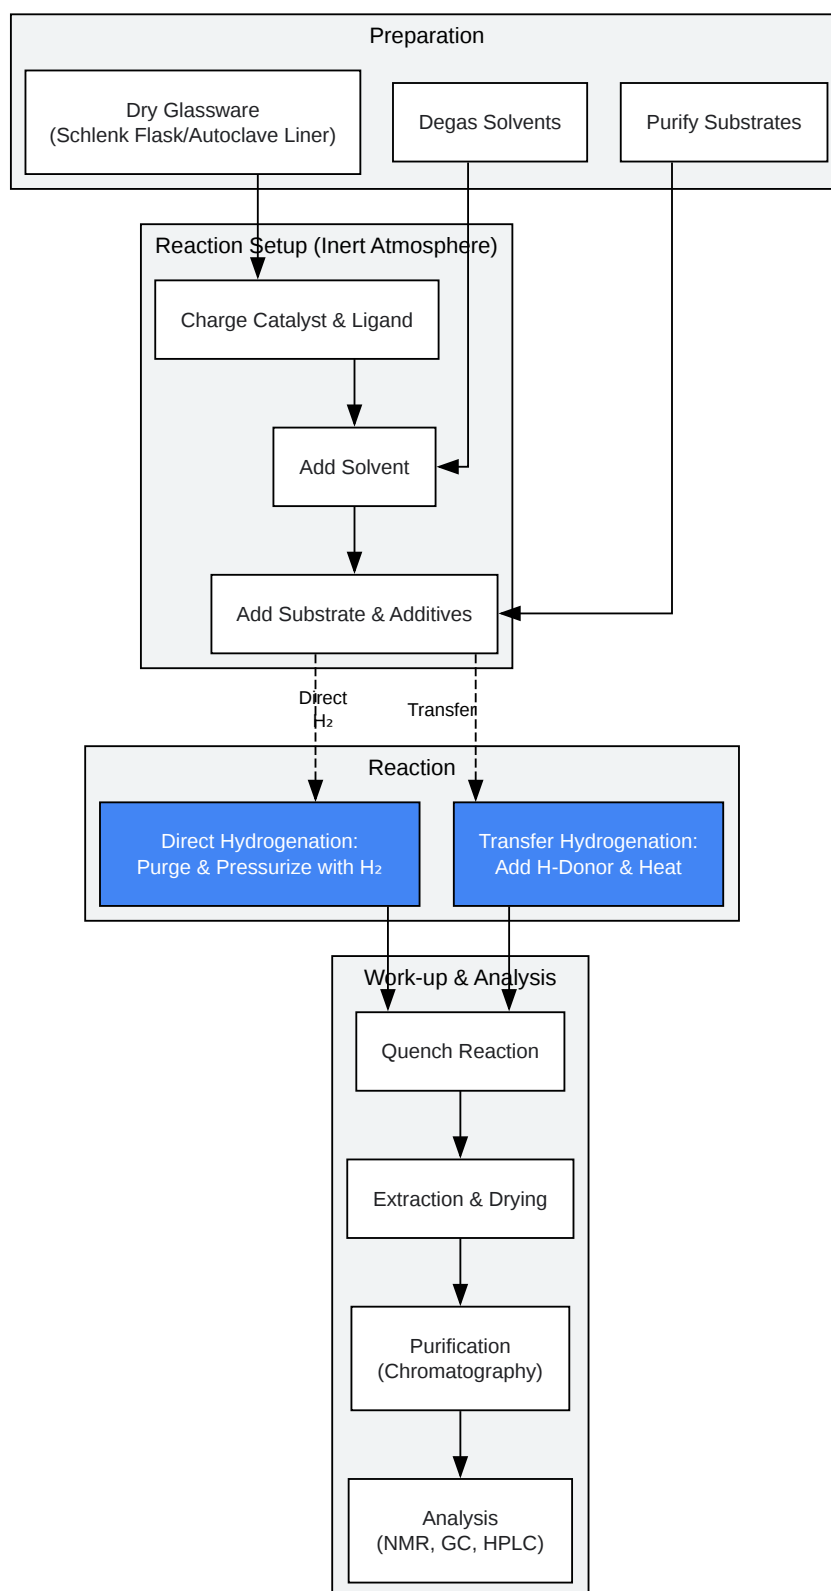 Preparation
Dry Glassware
(Schlenk Flask/Autoclave Liner)
Degas Solvents
Purify Substrates
Reaction Setup (Inert Atmosphere)
Charge Catalyst & Ligand
Add Solvent
Add Substrate & Additives
Direct
H₂
Transfer
Reaction
Direct Hydrogenation:
Purge & Pressurize with H₂
Transfer Hydrogenation:
Add H-Donor & Heat
Work-up & Analysis
Quench Reaction
Extraction & Drying
Purification
(Chromatography)
Analysis
(NMR, GC, HPLC)